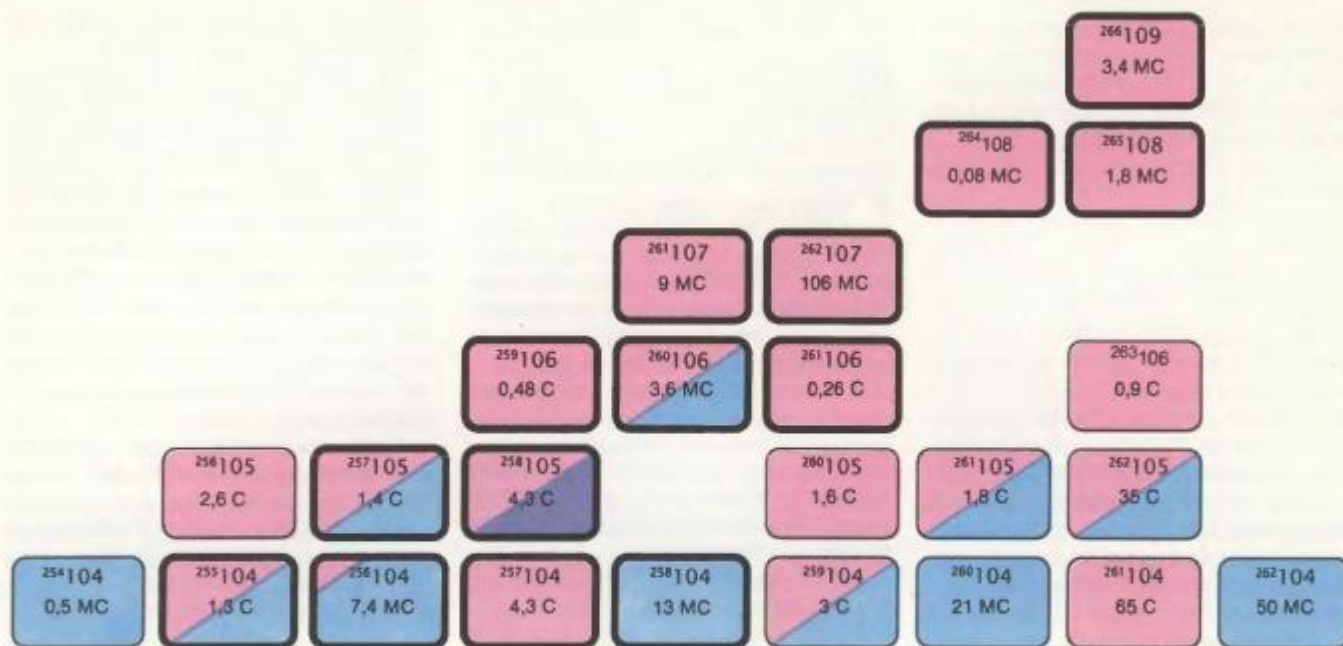 ²⁶⁶109
3,4 МС
²⁶⁴108 ²⁶⁵108
0,08 МС 1,8 МС
²⁶¹107 ²⁶²107
9 МС 106 МС
²⁵⁹106 ²⁶⁰106 ²⁶¹106 ²⁶³106
0,48 С 3,6 МС 0,26 С 0,9 С
²⁵⁶105 ²⁵⁷105 ²⁵⁸105 ²⁶⁰105 ²⁶¹105 ²⁶²105
2,6 С 1,4 С 4,3 С 1,6 С 1,8 С 35 С
²⁵⁴104 ²⁵⁵104 ²⁵⁶104 ²⁵⁷104 ²⁵⁸104 ²⁵⁹104 ²⁶⁰104 ²⁶¹104 ²⁶²104
0,5 МС 1,3 С 7,4 МС 4,3 С 13 МС 3 С 21 МС 65 С 50 МС